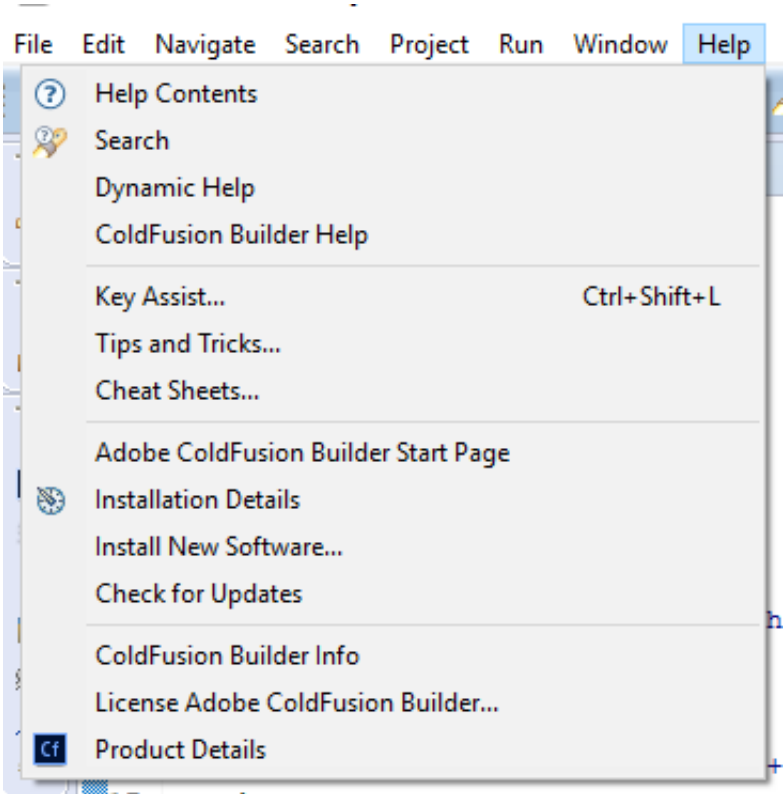 File Edit Navigate Search Project Run Window Help
Help Contents
Search
Dynamic Help
ColdFusion Builder Help
Key Assist... Ctrl+Shift+L
Tips and Tricks...
Cheat Sheets...
Adobe ColdFusion Builder Start Page
Installation Details
Install New Software...
Check for Updates
ColdFusion Builder Info
License Adobe ColdFusion Builder...
Cf Product Details